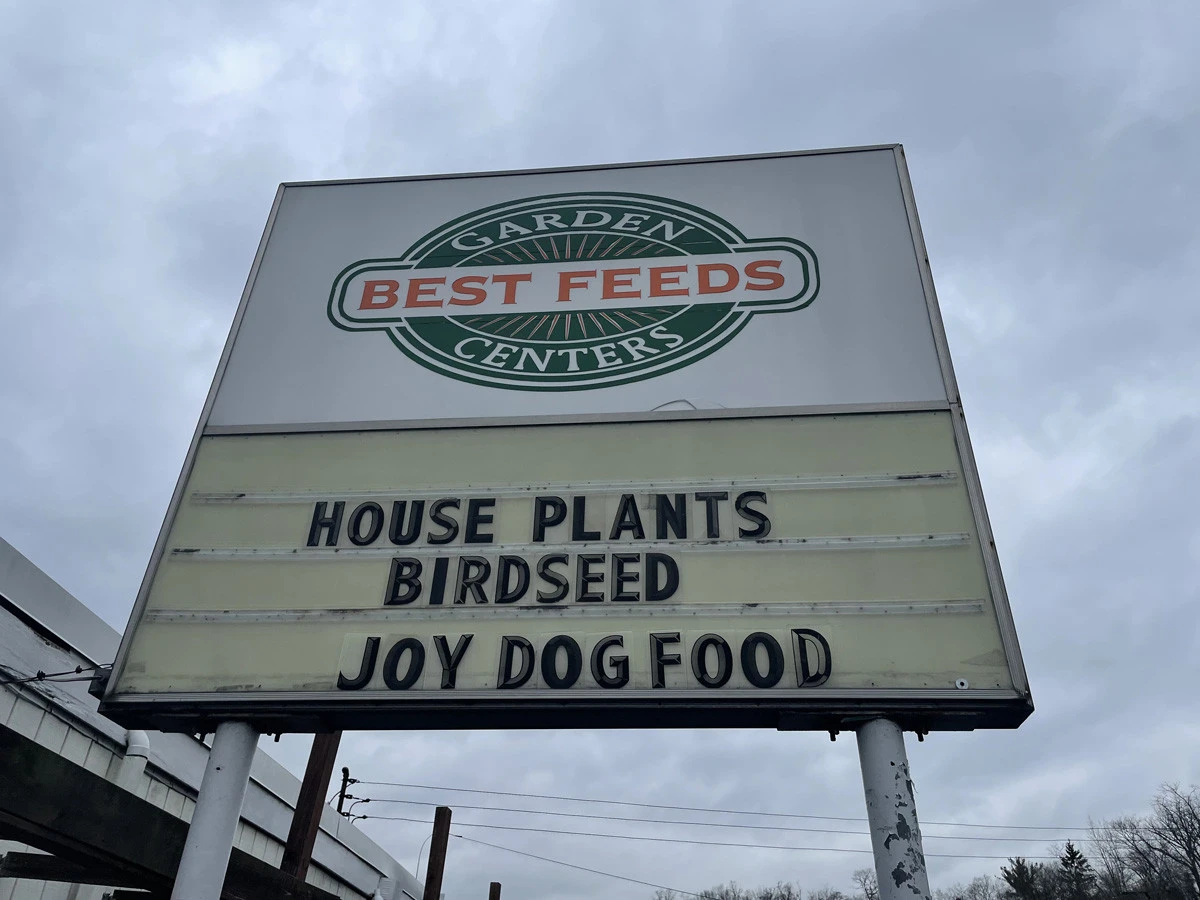 GARDEN
BEST FEEDS
CENTERS
HOUSE PLANTS
BIRDSEED
JOY DOG FOOD